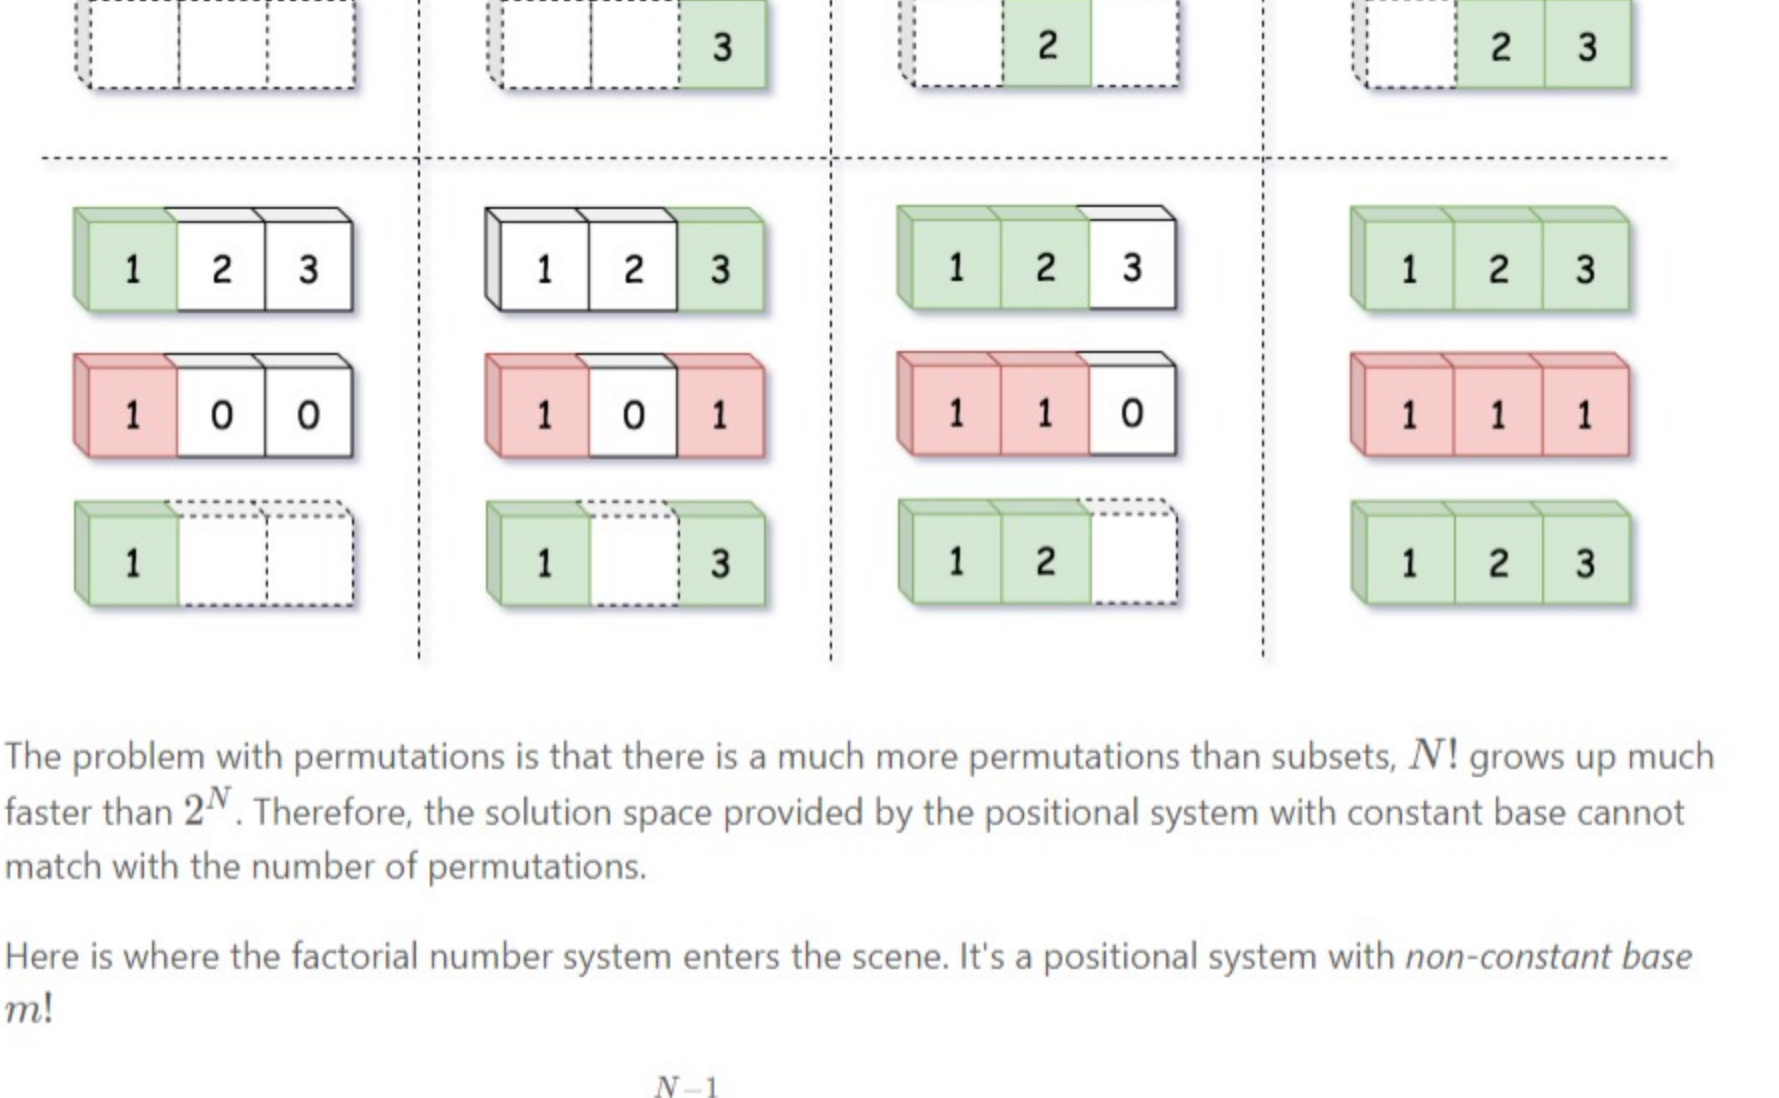 3 2 2 3
1 2 3 1 2 3 1 2 3 1 2 3
1 0 0 1 0 1 1 1 0 1 1 1
1 1 3 1 2 1 2 3
The problem with permutations is that there is a much more permutations than subsets, N! grows up much
faster than 2^N. Therefore, the solution space provided by the positional system with constant base cannot
match with the number of permutations.
Here is where the factorial number system enters the scene. It's a positional system with non-constant base
m!
N−1